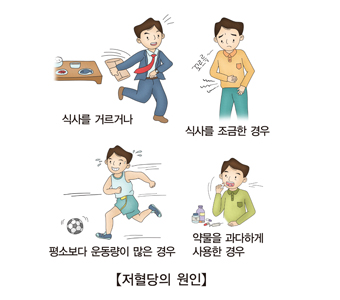 꼬르륵
식사를 거르거나
식사를 조금한 경우
평소보다 운동량이 많은 경우
약물을 과다하게
사용한 경우
【저혈당의 원인】